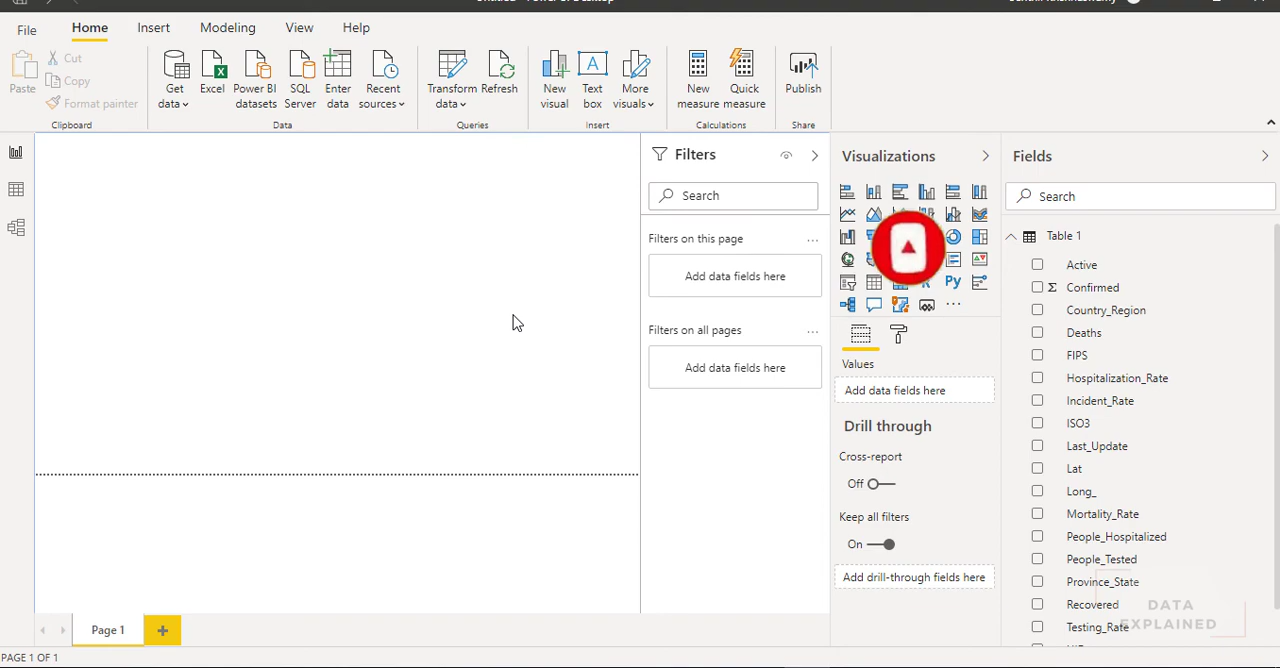 File
Home
Insert
Modeling
View
Help
Paste
Cut
Copy
Format painter
Clipboard
Get
data
Excel
Power BI
datasets
SQL
Server
Enter
data
Recent
sources
Data
Transform
data
Refresh
Queries
New
visual
Text
box
More
visuals
Insert
New
measure
Quick
measure
Calculations
Publish
Share
Filters
Search
Filters on this page
...
Add data fields here
Filters on all pages
...
Add data fields here
Visualizations
Py
...
Values
Add data fields here
Drill through
Cross-report
Off
Keep all filters
On
Add drill-through fields here
Fields
Search
Table 1
Active
Σ Confirmed
Country_Region
Deaths
FIPS
Hospitalization_Rate
Incident_Rate
ISO3
Last_Update
Lat
Long_
Mortality_Rate
People_Hospitalized
People_Tested
Province_State
Recovered
Testing_Rate
DATA
EXPLAINED
Page 1
PAGE 1 OF 1